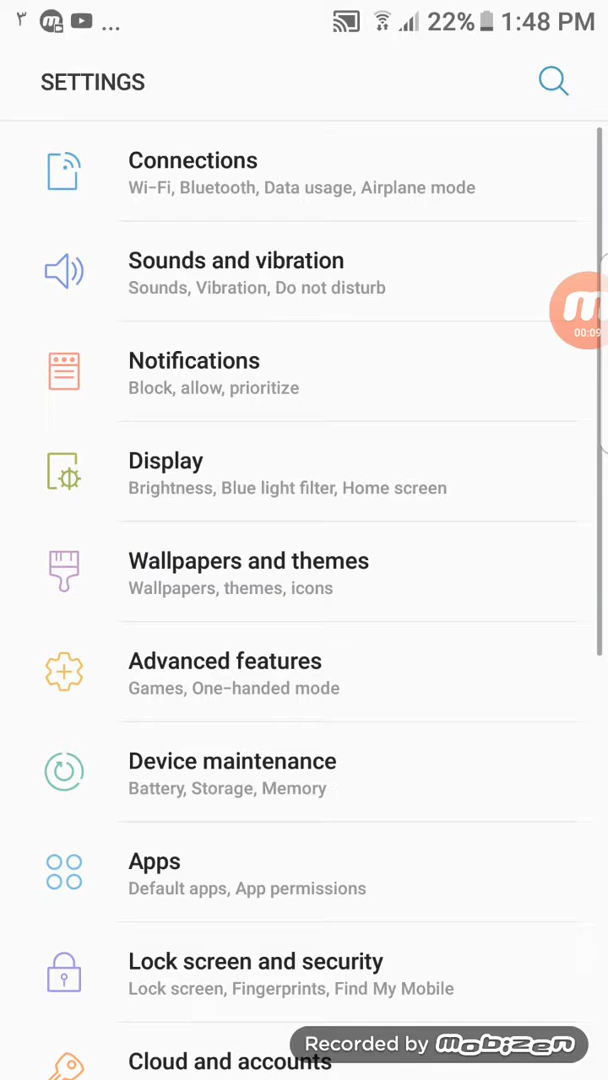 ٣ m ... 22% 1:48 PM
SETTINGS
Connections
Wi-Fi, Bluetooth, Data usage, Airplane mode
Sounds and vibration
Sounds, Vibration, Do not disturb
m
00:09
Notifications
Block, allow, prioritize
Display
Brightness, Blue light filter, Home screen
Wallpapers and themes
Wallpapers, themes, icons
Advanced features
Games, One-handed mode
Device maintenance
Battery, Storage, Memory
Apps
Default apps, App permissions
Lock screen and security
Lock screen, Fingerprints, Find My Mobile
Recorded by mobizen
Cloud and accounts